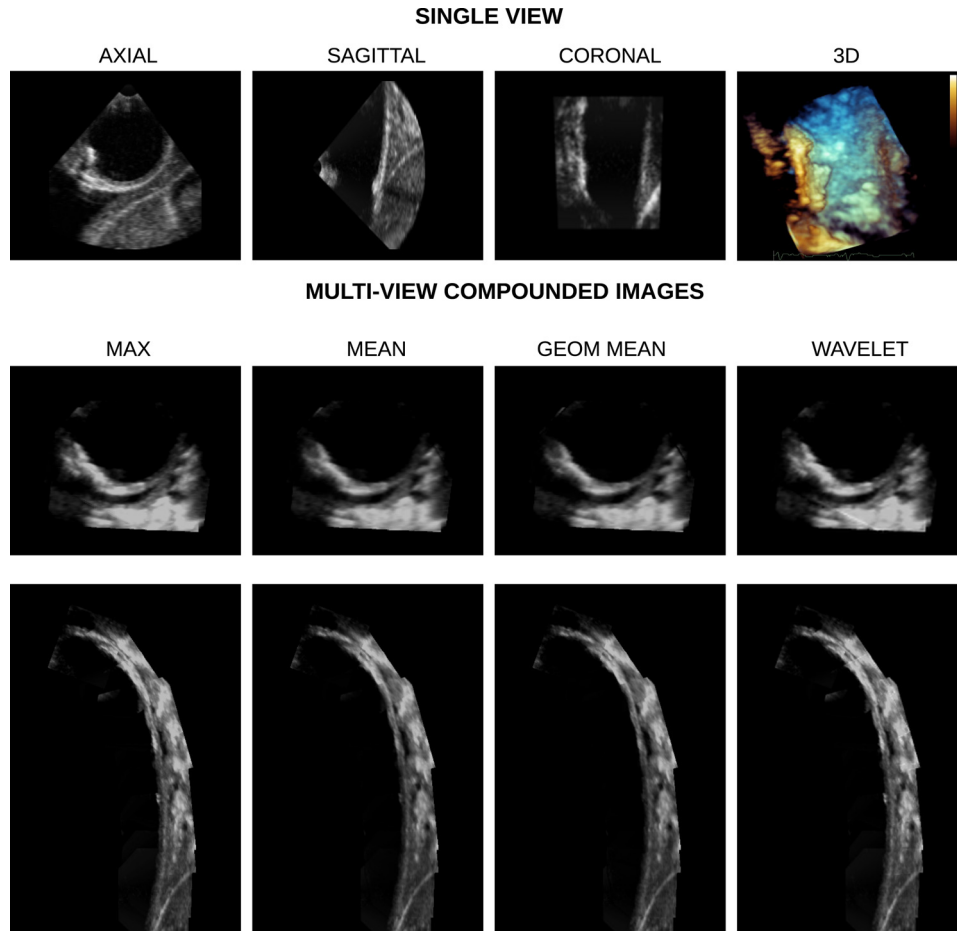 SINGLE VIEW
AXIAL SAGITTAL CORONAL 3D
MULTI-VIEW COMPOUNDED IMAGES
MAX MEAN GEOM MEAN WAVELET